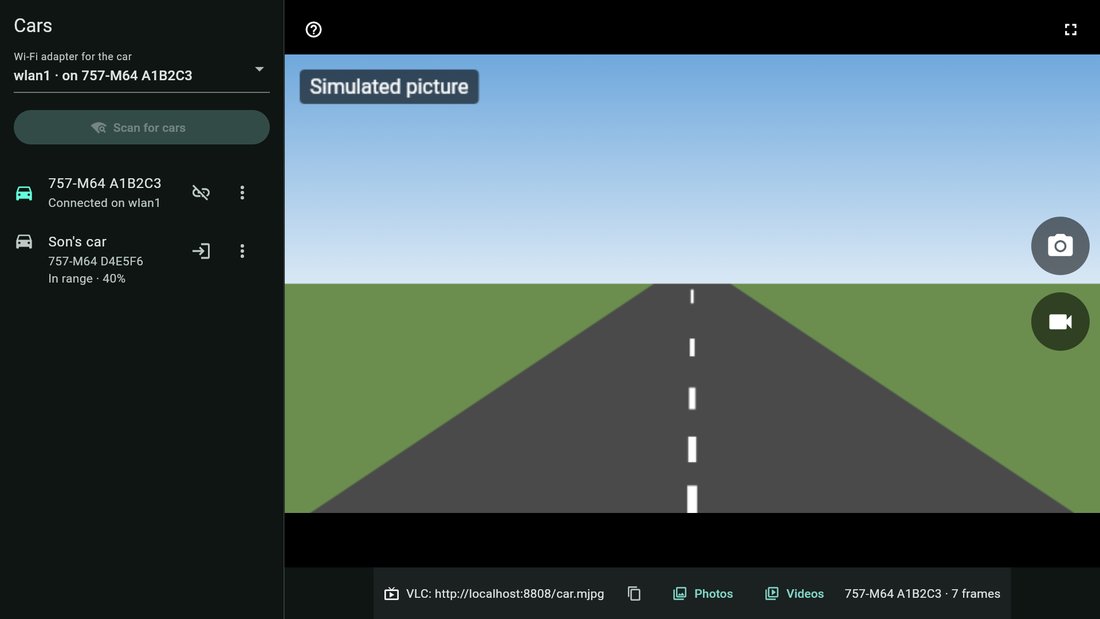 Cars
Wi-Fi adapter for the car
wlan1 · on 757-M64 A1B2C3
Scan for cars
757-M64 A1B2C3
Connected on wlan1
Son's car
757-M64 D4E5F6
In range · 40%
Simulated picture
VLC: http://localhost:8808/car.mjpg
Photos
Videos
757-M64 A1B2C3 · 7 frames